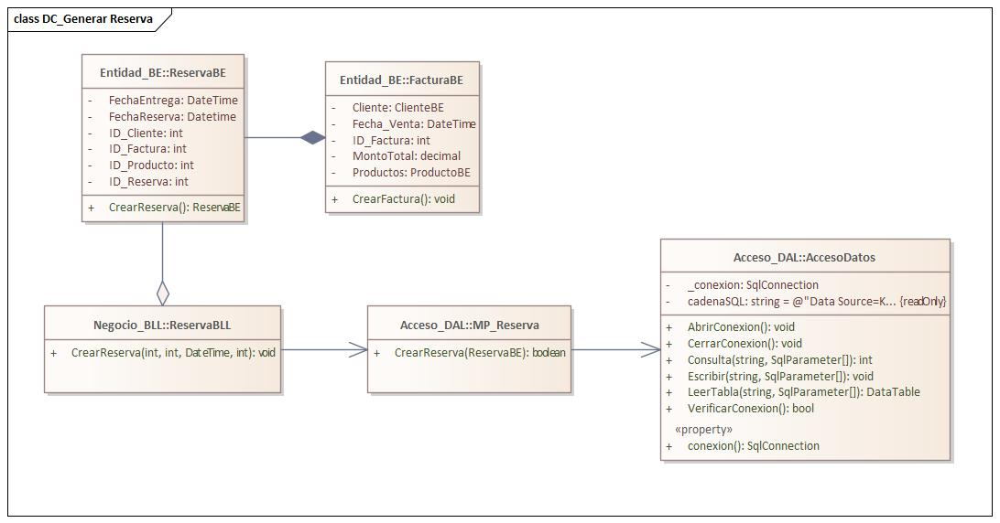 class DC_Generar Reserva
Entidad_BE::ReservaBE
- FechaEntrega: DateTime
- FechaReserva: Datetime
- ID_Cliente: int
- ID_Factura: int
- ID_Producto: int
- ID_Reserva: int
+ CrearReserva(): ReservaBE
Entidad_BE::FacturaBE
- Cliente: ClienteBE
- Fecha_Venta: DateTime
- ID_Factura: int
- MontoTotal: decimal
- Productos: ProductoBE
+ CrearFactura(): void
Negocio_BLL::ReservaBLL
+ CrearReserva(int, int, DateTime, int): void
Acceso_DAL::MP_Reserva
+ CrearReserva(ReservaBE): boolean
Acceso_DAL::AccesoDatos
- _conexion: SqlConnection
- cadenaSQL: string = @"Data Source=K... {readOnly}
+ AbrirConexion(): void
+ CerrarConexion(): void
+ Consulta(string, SqlParameter[]): int
+ Escribir(string, SqlParameter[]): void
+ LeerTabla(string, SqlParameter[]): DataTable
+ VerificarConexion(): bool
«property»
+ conexion(): SqlConnection